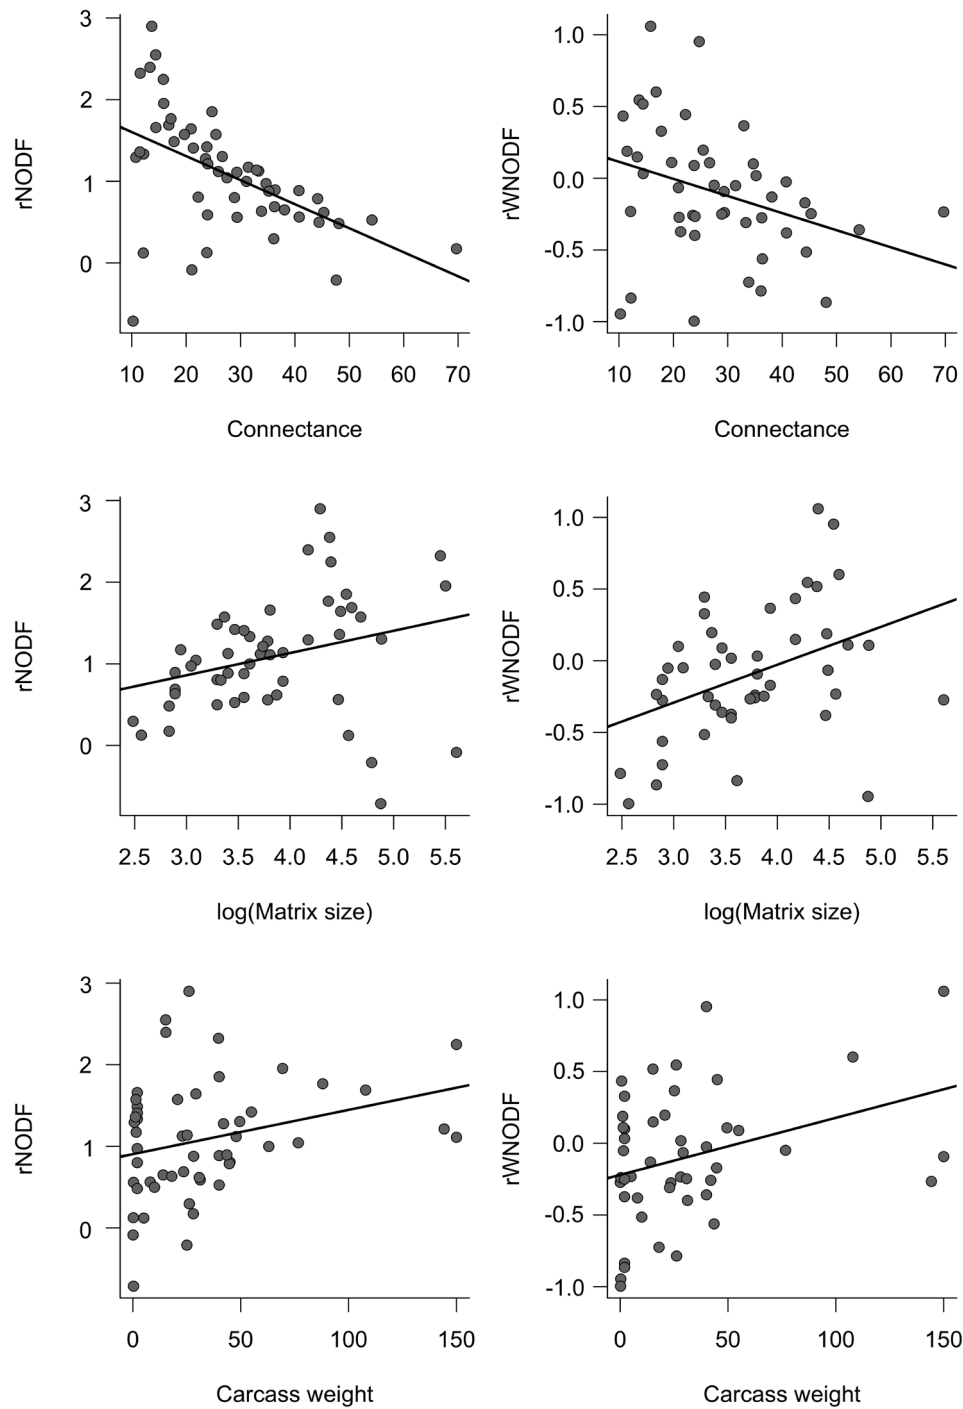 rNODF
3
2
1
0
10 20 30 40 50 60 70
Connectance
rWNODF
1.0
0.5
0.0
-0.5
-1.0
10 20 30 40 50 60 70
Connectance
rNODF
3
2
1
0
2.5 3.0 3.5 4.0 4.5 5.0 5.5
log(Matrix size)
rWNODF
1.0
0.5
0.0
-0.5
-1.0
2.5 3.0 3.5 4.0 4.5 5.0 5.5
log(Matrix size)
rNODF
3
2
1
0
0 50 100 150
Carcass weight
rWNODF
1.0
0.5
0.0
-0.5
-1.0
0 50 100 150
Carcass weight